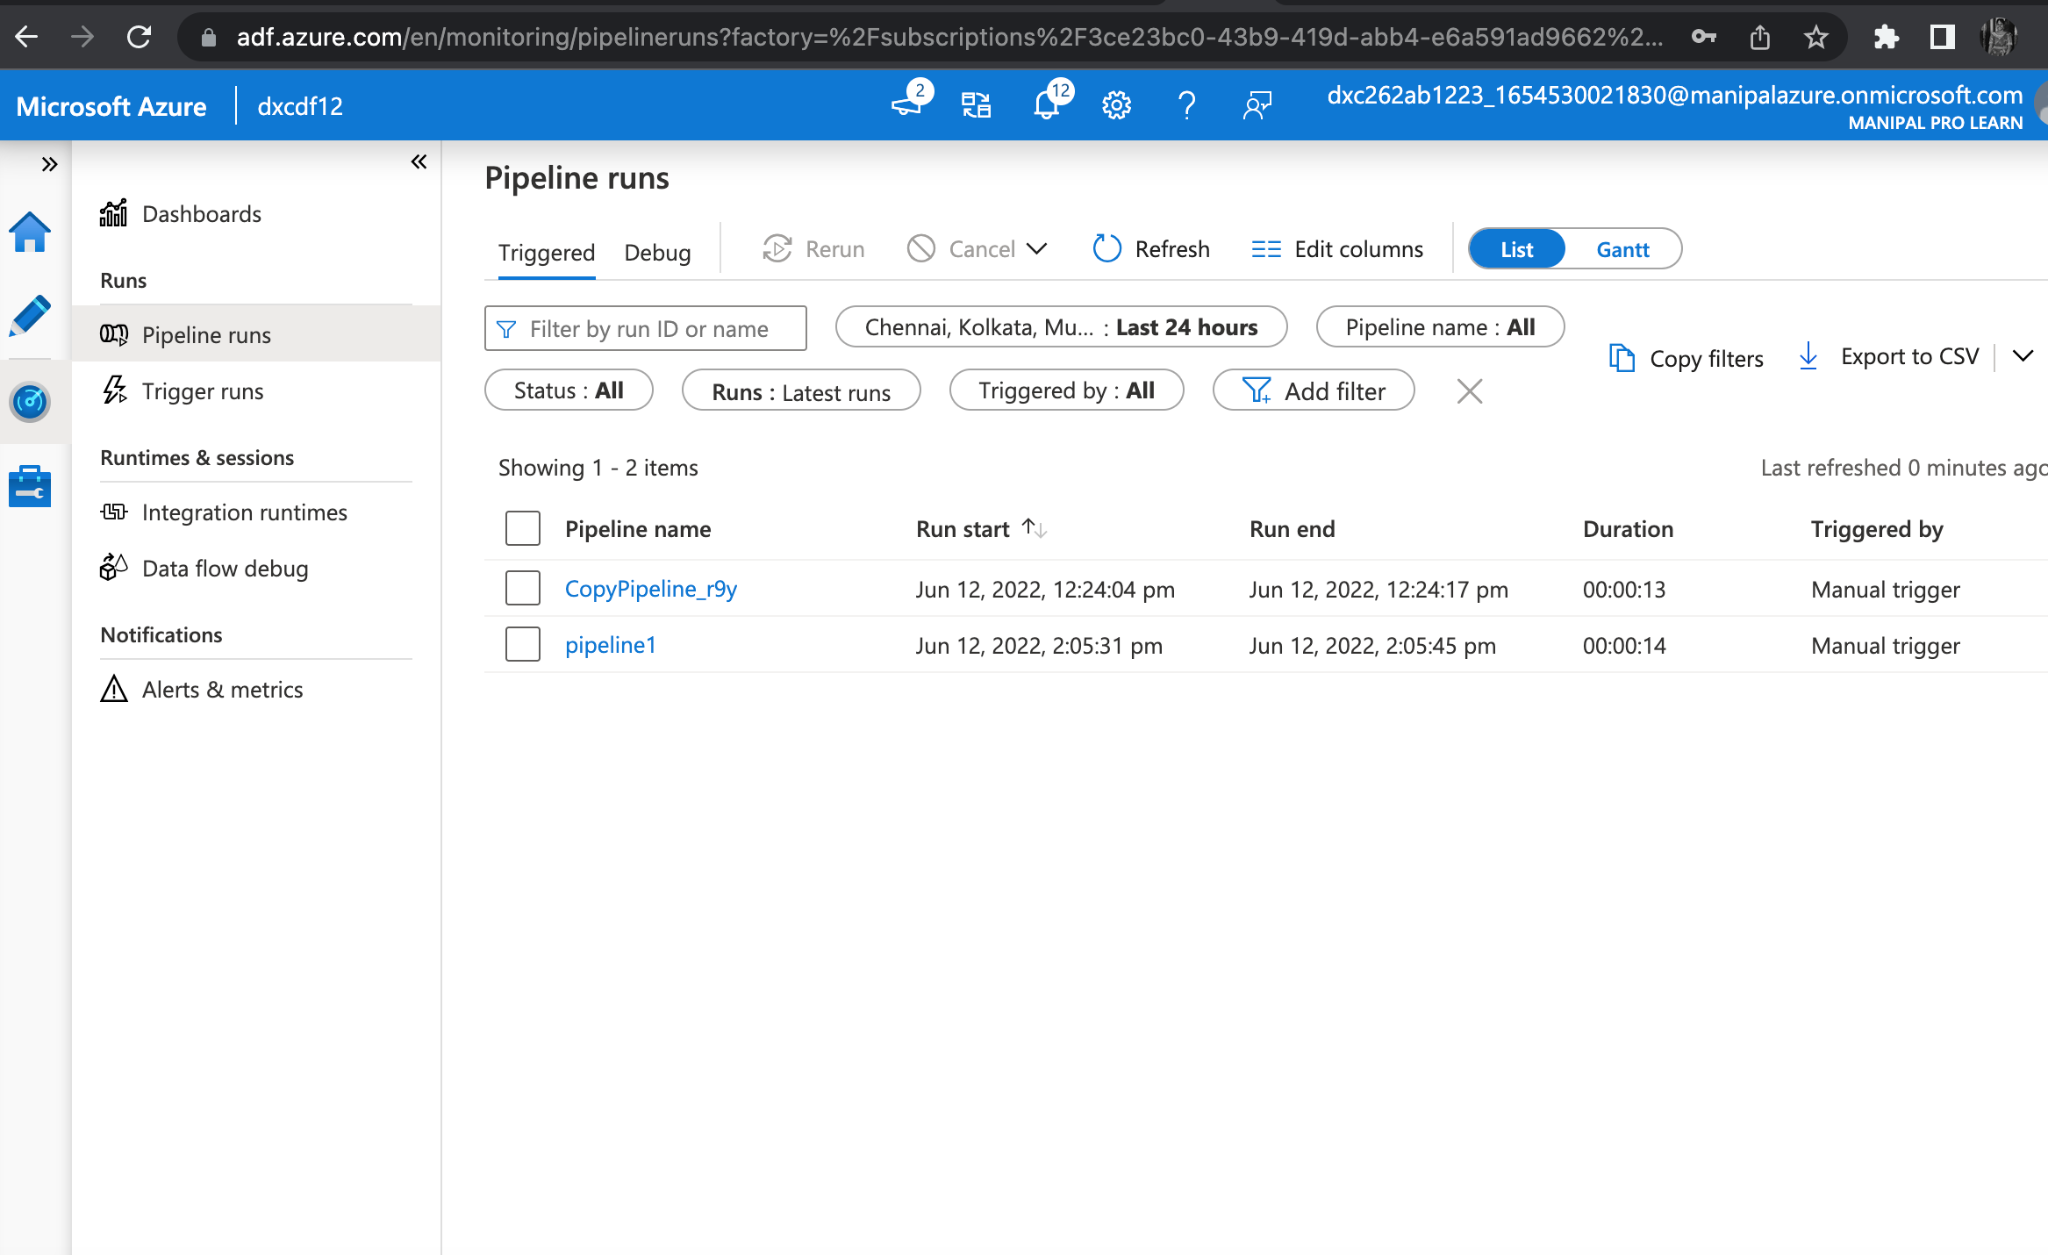 adf.azure.com/en/monitoring/pipelineruns?factory=%2Fsubscriptions%2F3ce23bc0-43b9-419d-abb4-e6a591ad9662%2...
Microsoft Azure
dxcdf12
2
12
dxc262ab1223_1654530021830@manipalazure.onmicrosoft.com
MANIPAL PRO LEARN
Dashboards
Runs
Pipeline runs
Trigger runs
Runtimes & sessions
Integration runtimes
Data flow debug
Notifications
Alerts & metrics
Pipeline runs
Triggered Debug Rerun Cancel Refresh Edit columns List Gantt
Filter by run ID or name Chennai, Kolkata, Mu... : Last 24 hours Pipeline name : All
Status : All Runs : Latest runs Triggered by : All Add filter
Copy filters Export to CSV
Showing 1 - 2 items
Last refreshed 0 minutes ago
Pipeline name Run start Run end Duration Triggered by
CopyPipeline_r9y Jun 12, 2022, 12:24:04 pm Jun 12, 2022, 12:24:17 pm 00:00:13 Manual trigger
pipeline1 Jun 12, 2022, 2:05:31 pm Jun 12, 2022, 2:05:45 pm 00:00:14 Manual trigger